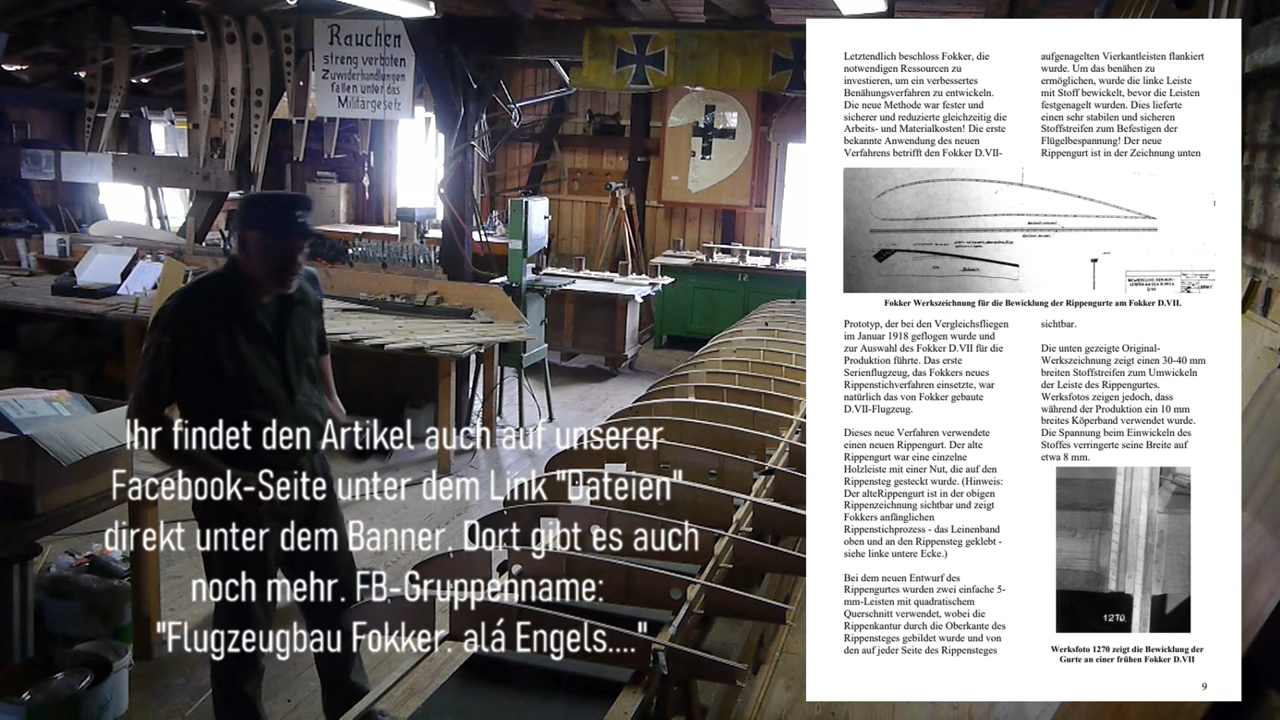 Rauchen
streng verboten
Zuwiderhandlungen
fallen unter das
Militärgesetz
Ihr findet den Artikel auch auf unserer
Facebook-Seite unter dem Link "Dateien"
direkt unter dem Banner. Dort gibt es auch
noch mehr. FB-Gruppenname:
"Flugzeugbau Fokker. alá Engels...."
Letztendlich beschloss Fokker, die
notwendigen Ressourcen zu
investieren, um ein verbessertes
Benähungsverfahren zu entwickeln.
Die neue Methode war fester und
sicherer und reduzierte gleichzeitig die
Arbeits- und Materialkosten! Die erste
bekannte Anwendung des neuen
Verfahrens betrifft den Fokker D.VII-
aufgenagelten Vierkantleisten flankiert
wurde. Um das benähen zu
ermöglichen, wurde die linke Leiste
mit Stoff bewickelt, bevor die Leisten
festgenagelt wurden. Dies lieferte
einen sehr stabilen und sicheren
Stoffstreifen zum Befestigen der
Flügelbespannung! Der neue
Rippengurt ist in der Zeichnung unten
Fokker Werkszeichnung für die Bewicklung der Rippengurte am Fokker D.VII.
Prototyp, der bei den Vergleichsfliegen
im Januar 1918 geflogen wurde und
zur Auswahl des Fokker D.VII für die
Produktion führte. Das erste
Serienflugzeug, das Fokkers neues
Rippenstichverfahren einsetzte, war
natürlich das von Fokker gebaute
D.VII-Flugzeug.
Dieses neue Verfahren verwendete
einen neuen Rippengurt. Der alte
Rippengurt war eine einzelne
Holzleiste mit einer Nut, die auf den
Rippensteg gesteckt wurde. (Hinweis:
Der alteRippengurt ist in der obigen
Rippenzeichnung sichtbar und zeigt
Fokkers anfänglichen
Rippenstichprozess - das Leinenband
oben und an den Rippensteg geklebt -
siehe linke untere Ecke.)
Bei dem neuen Entwurf des
Rippengurtes wurden zwei einfache 5-
mm-Leisten mit quadratischem
Querschnitt verwendet, wobei die
Rippenkantur durch die Oberkante des
Rippensteges gebildet wurde und von
den auf jeder Seite des Rippensteges
sichtbar.
Die unten gezeigte Original-
Werkszeichnung zeigt einen 30-40 mm
breiten Stoffstreifen zum Umwickeln
der Leiste des Rippengurtes.
Werksfotos zeigen jedoch, dass
während der Produktion ein 10 mm
breites Köperband verwendet wurde.
Die Spannung beim Einwickeln des
Stoffes verringerte seine Breite auf
etwa 8 mm.
1270.
Werksfoto 1270 zeigt die Bewicklung der
Gurte an einer frühen Fokker D.VII
9